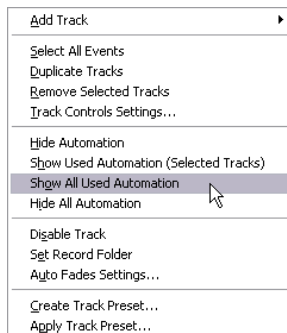 Add Track
Select All Events
Duplicate Tracks
Remove Selected Tracks
Track Controls Settings...
Hide Automation
Show Used Automation (Selected Tracks)
Show All Used Automation
Hide All Automation
Disable Track
Set Record Folder
Auto Fades Settings...
Create Track Preset...
Apply Track Preset...